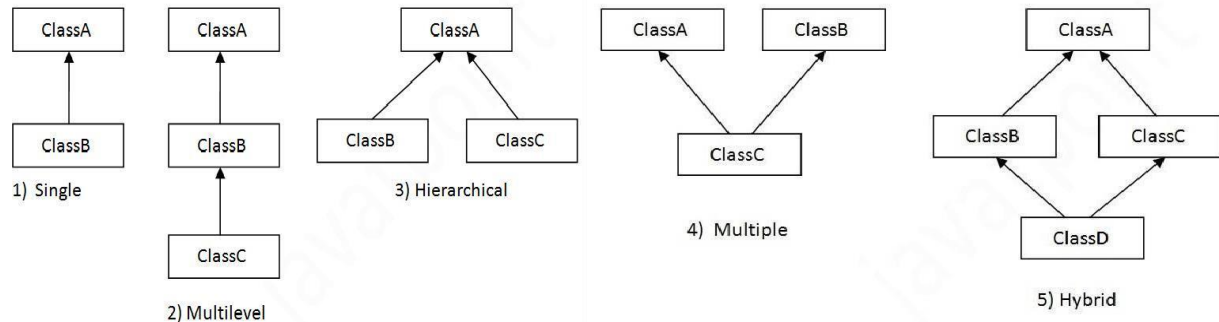 ClassA
ClassB
1) Single
ClassA
ClassB
ClassC
2) Multilevel
ClassA
ClassB
ClassC
3) Hierarchical
ClassA
ClassB
ClassC
4) Multiple
ClassA
ClassB
ClassC
ClassD
5) Hybrid